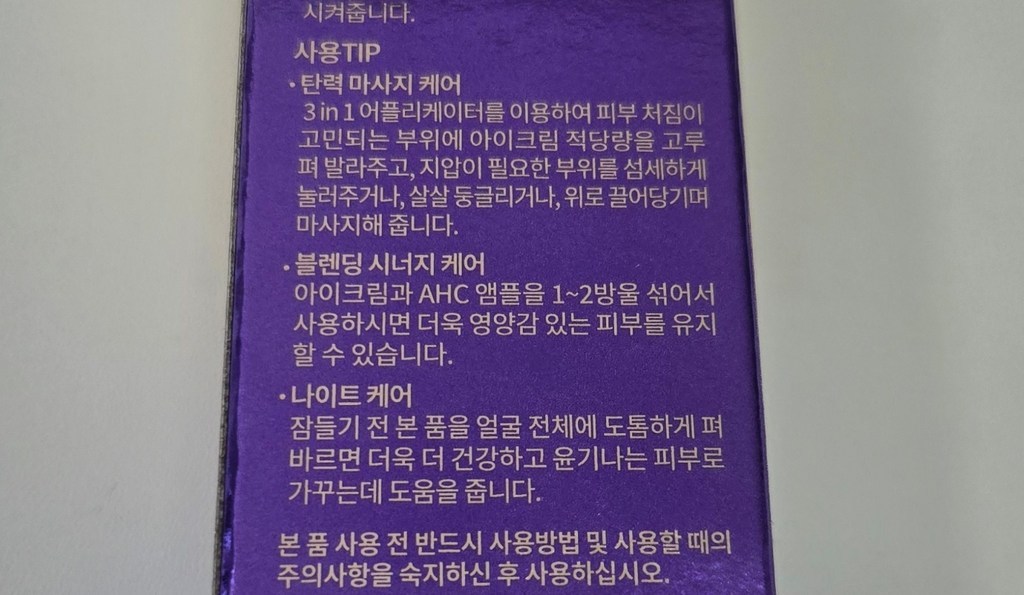 시켜줍니다.
사용TIP
· 탄력 마사지 케어
3 in 1 어플리케이터를 이용하여 피부 처짐이
고민되는 부위에 아이크림 적당량을 고루
펴 발라주고, 지압이 필요한 부위를 섬세하게
눌러주거나, 살살 둥글리거나, 위로 끌어당기며
마사지해 줍니다.
· 블렌딩 시너지 케어
아이크림과 AHC 앰플을 1~2방울 섞어서
사용하시면 더욱 영양감 있는 피부를 유지
할 수 있습니다.
· 나이트 케어
잠들기 전 본 품을 얼굴 전체에 도톰하게 펴
바르면 더욱 더 건강하고 윤기나는 피부로
가꾸는데 도움을 줍니다.
본 품 사용 전 반드시 사용방법 및 사용할 때의
주의사항을 숙지하신 후 사용하십시오.